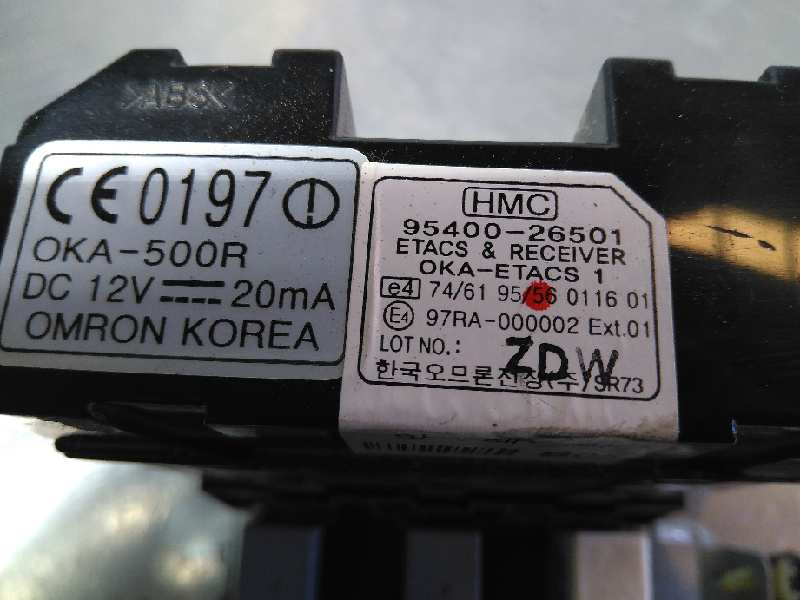 >ABS<
CE 0197
OKA-500R
DC 12V 20mA
OMRON KOREA
HMC
95400-26501
ETACS & RECEIVER
OKA-ETACS 1
e4 74/61 95/56 0116 01
E4 97RA-000002 Ext.01
LOT NO.: ZDW
한국오므론전장(주) SR73